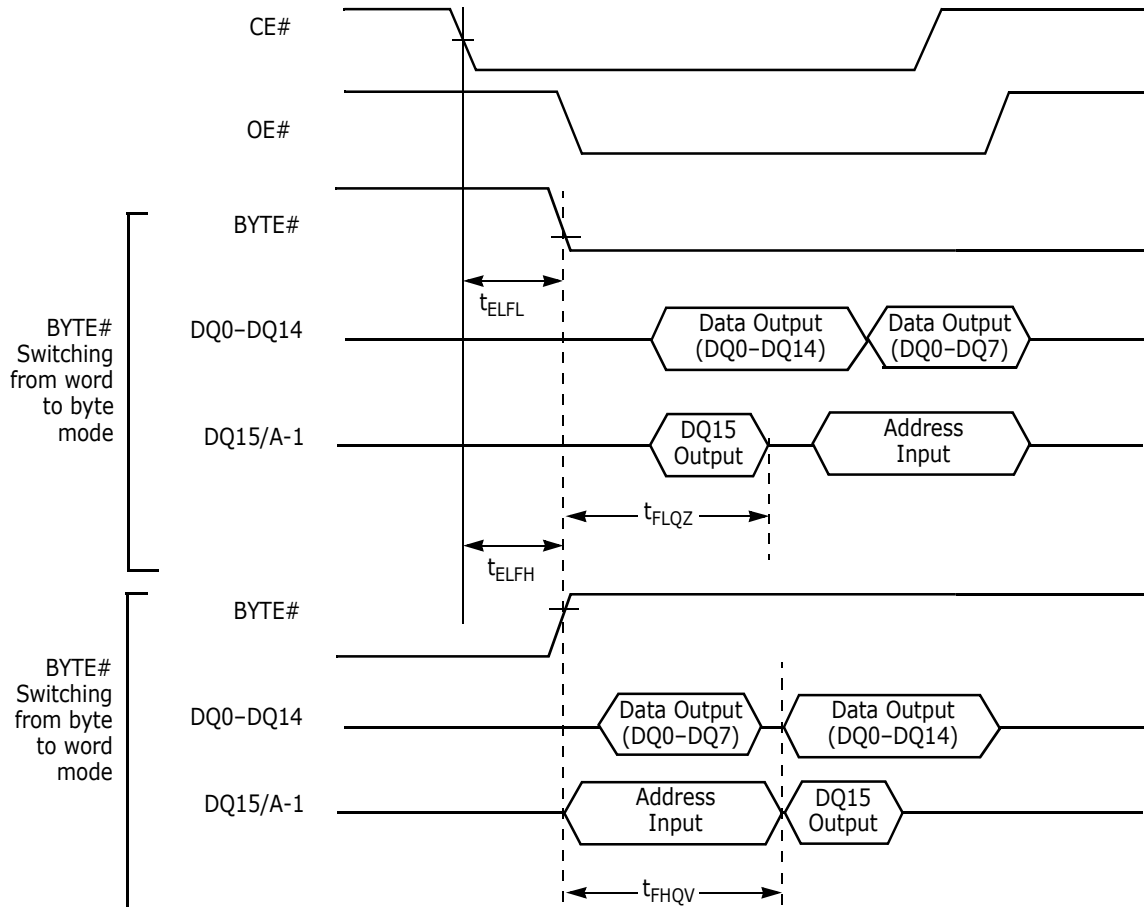 CE#
OE#
BYTE#
Switching
from word
to byte
mode
BYTE#
tELFL
DQ0–DQ14
Data Output
(DQ0–DQ14)
Data Output
(DQ0–DQ7)
DQ15/A-1
DQ15
Output
Address
Input
tFLQZ
tELFH
BYTE#
Switching
from byte
to word
mode
BYTE#
DQ0–DQ14
Data Output
(DQ0–DQ7)
Data Output
(DQ0–DQ14)
DQ15/A-1
Address
Input
DQ15
Output
tFHQV